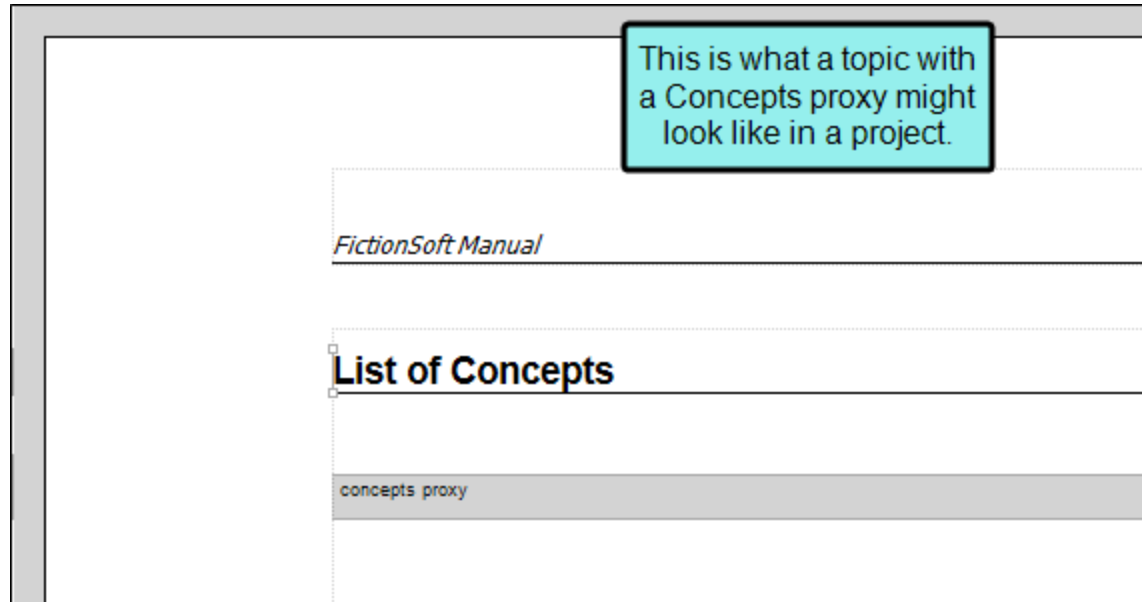 This is what a topic with
a Concepts proxy might
look like in a project.
FictionSoft Manual
List of Concepts
concepts proxy